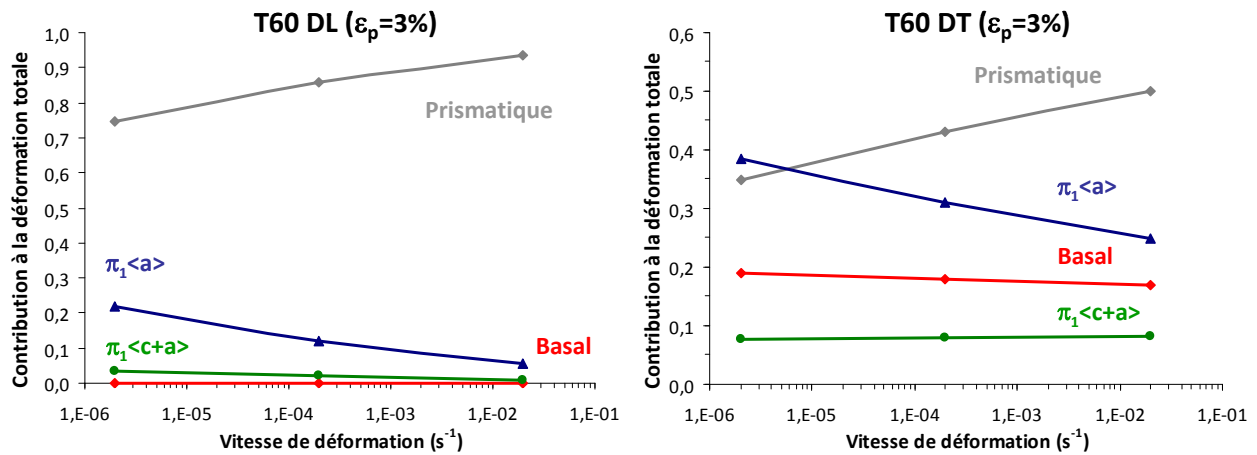 T60 DL (εp=3%)
Contribution à la déformation totale
1,0
0,9
0,8
0,7
0,6
0,5
0,4
0,3
0,2
0,1
0,0
Prismatique
π1<a>
π1<c+a>
Basal
1,E-06 1,E-05 1,E-04 1,E-03 1,E-02 1,E-01
Vitesse de déformation (s-1)
T60 DT (εp=3%)
Contribution à la déformation totale
0,6
0,5
0,4
0,3
0,2
0,1
0,0
Prismatique
π1<a>
Basal
π1<c+a>
1,E-06 1,E-05 1,E-04 1,E-03 1,E-02 1,E-01
Vitesse de déformation (s-1)